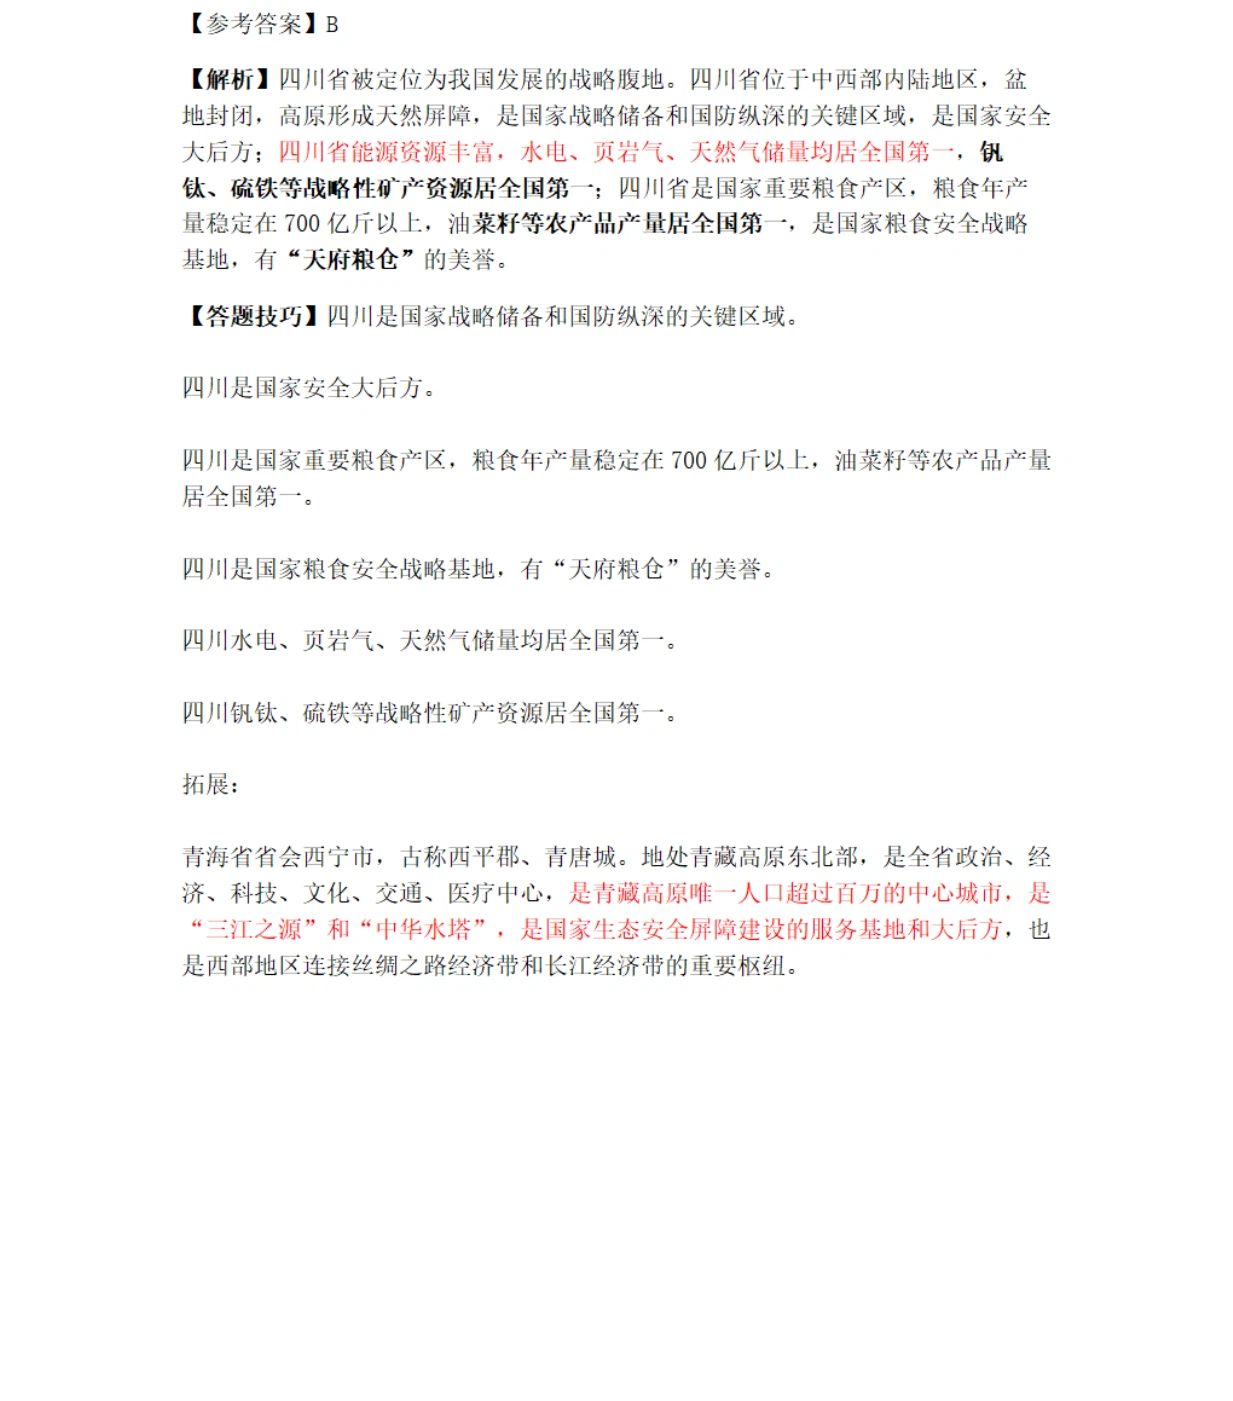 【参考答案】B
【解析】四川省被定位为我国发展的战略腹地。四川省位于中西部内陆地区，盆
地封闭，高原形成天然屏障，是国家战略储备和国防纵深的关键区域，是国家安全
大后方；四川省能源资源丰富，水电、页岩气、天然气储量均居全国第一，钒
钛、硫铁等战略性矿产资源居全国第一；四川省是国家重要粮食产区，粮食年产
量稳定在 700 亿斤以上，油菜籽等农产品产量居全国第一，是国家粮食安全战略
基地，有“天府粮仓”的美誉。
【答题技巧】四川是国家战略储备和国防纵深的关键区域。
四川是国家安全大后方。
四川是国家重要粮食产区，粮食年产量稳定在 700 亿斤以上，油菜籽等农产品产量
居全国第一。
四川是国家粮食安全战略基地，有“天府粮仓”的美誉。
四川水电、页岩气、天然气储量均居全国第一。
四川钒钛、硫铁等战略性矿产资源居全国第一。
拓展：
青海省省会西宁市，古称西平郡、青唐城。地处青藏高原东北部，是全省政治、经
济、科技、文化、交通、医疗中心，是青藏高原唯一人口超过百万的中心城市，是
“三江之源”和“中华水塔”，是国家生态安全屏障建设的服务基地和大后方，也
是西部地区连接丝绸之路经济带和长江经济带的重要枢纽。